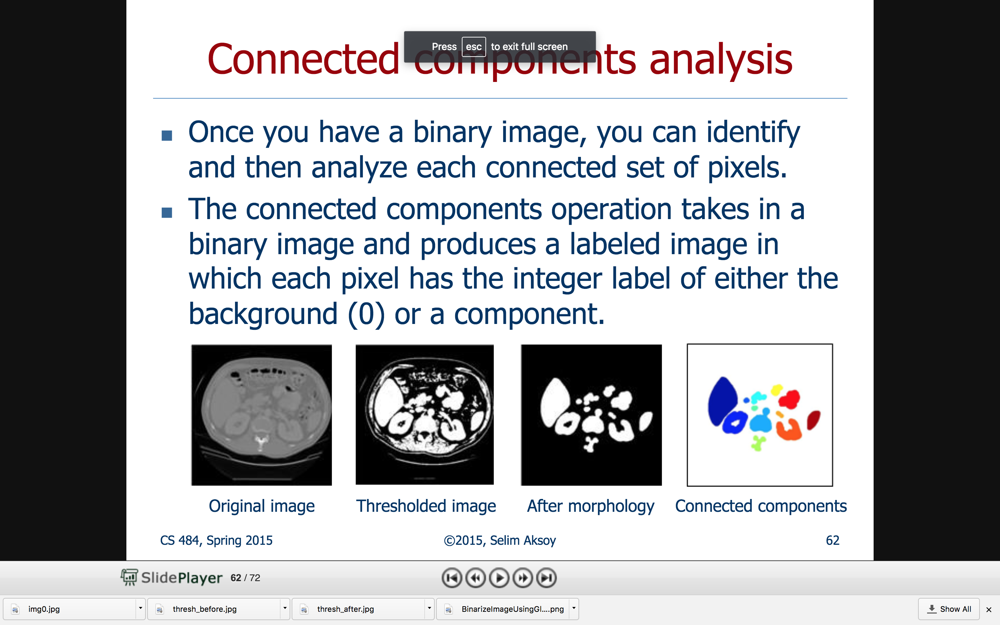 Press esc to exit full screen
Connected components analysis
Once you have a binary image, you can identify
and then analyze each connected set of pixels.
The connected components operation takes in a
binary image and produces a labeled image in
which each pixel has the integer label of either the
background (0) or a component.
Original image
Thresholded image
After morphology
Connected components
CS 484, Spring 2015
©2015, Selim Aksoy
62
SlidePlayer
62 / 72
img0.jpg
thresh_before.jpg
thresh_after.jpg
BinarizeImageUsingGl....png
Show All